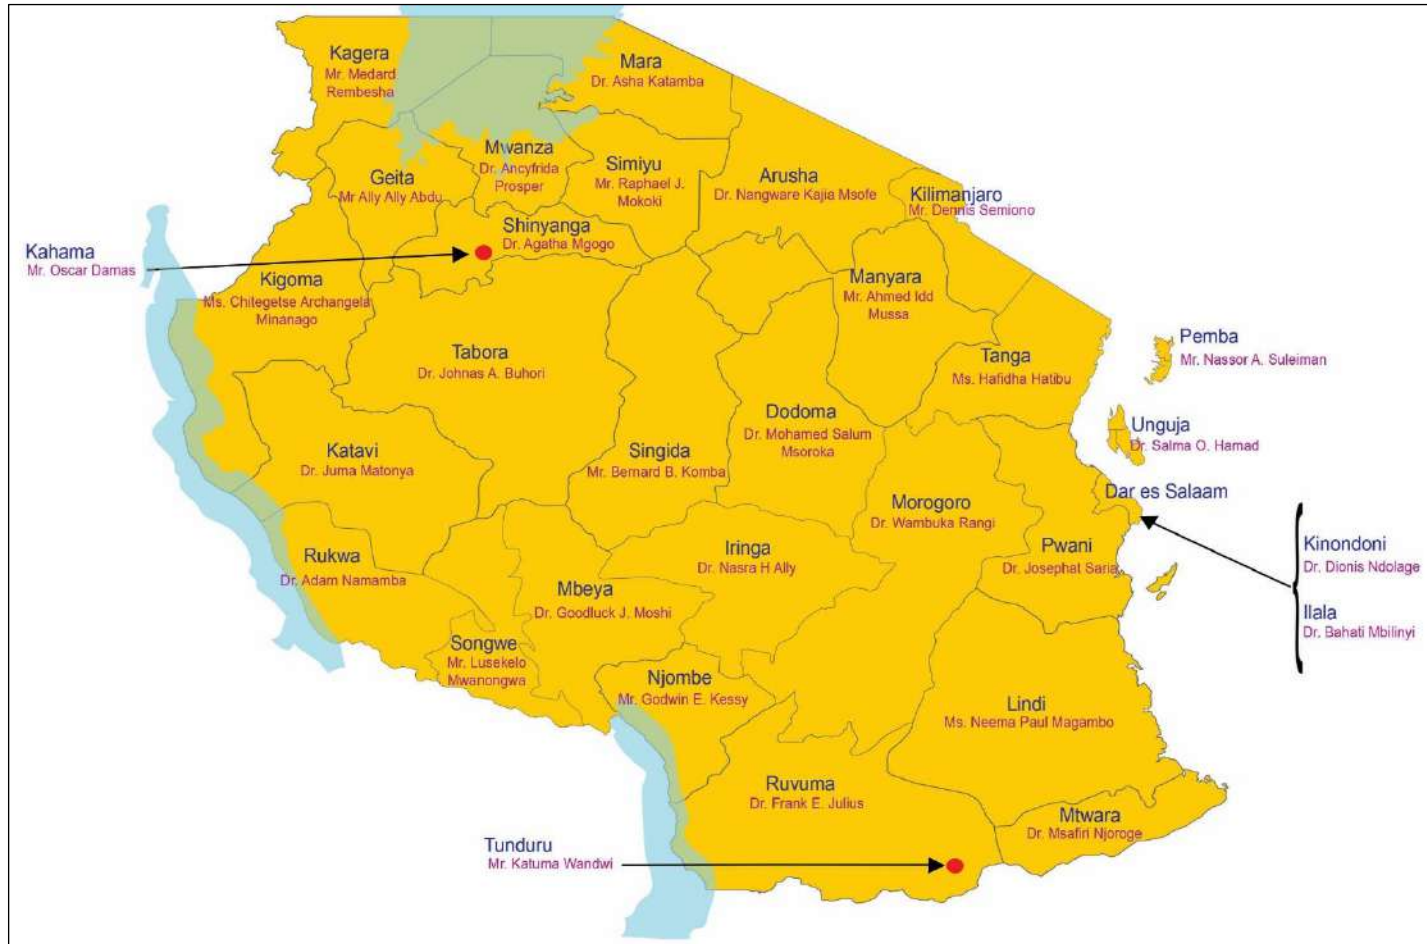 Kagera
Mr. Medard
Rembesha
Mara
Dr. Asha Katamba
Mwanza
Dr. Ancyfrida
Prosper
Geita
Mr Ally Ally Abdu
Simiyu
Mr. Raphael J.
Mokoki
Arusha
Dr. Nangware Kajia Msofe
Kilimanjaro
Mr. Dennis Semiono
Shinyanga
Dr. Agatha Mgogo
Kahama
Mr. Oscar Damas
Kigoma
Ms. Chitegetse Archangela
Minanago
Manyara
Mr. Ahmed Idd
Mussa
Tabora
Dr. Johnas A. Buhori
Tanga
Ms. Hafidha Hatibu
Pemba
Mr. Nassor A. Suleiman
Dodoma
Dr. Mohamed Salum
Msoroka
Unguja
Dr. Salma O. Hamad
Katavi
Dr. Juma Matonya
Singida
Mr. Bernard B. Komba
Dar es Salaam
Morogoro
Dr. Wambuka Rangi
Kinondoni
Dr. Dionis Ndolage
Ilala
Dr. Bahati Mbilinyi
Pwani
Dr. Josephat Saria
Iringa
Dr. Nasra H Ally
Rukwa
Dr. Adam Namamba
Mbeya
Dr. Goodluck J. Moshi
Songwe
Mr. Lusekelo
Mwanongwa
Njombe
Mr. Godwin E. Kessy
Lindi
Ms. Neema Paul Magambo
Ruvuma
Dr. Frank E. Julius
Mtwara
Dr. Msafiri Njoroge
Tunduru
Mr. Katuma Wandwi